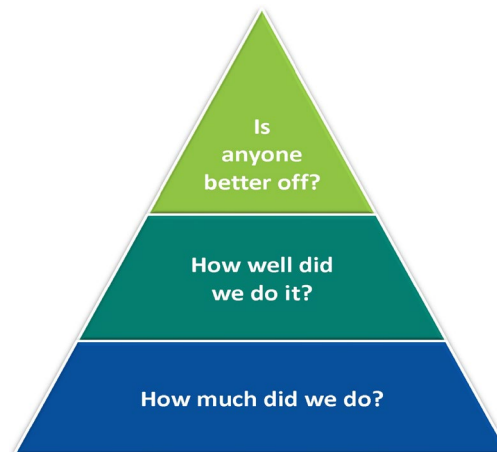 Is
anyone
better off?
How well did
we do it?
How much did we do?